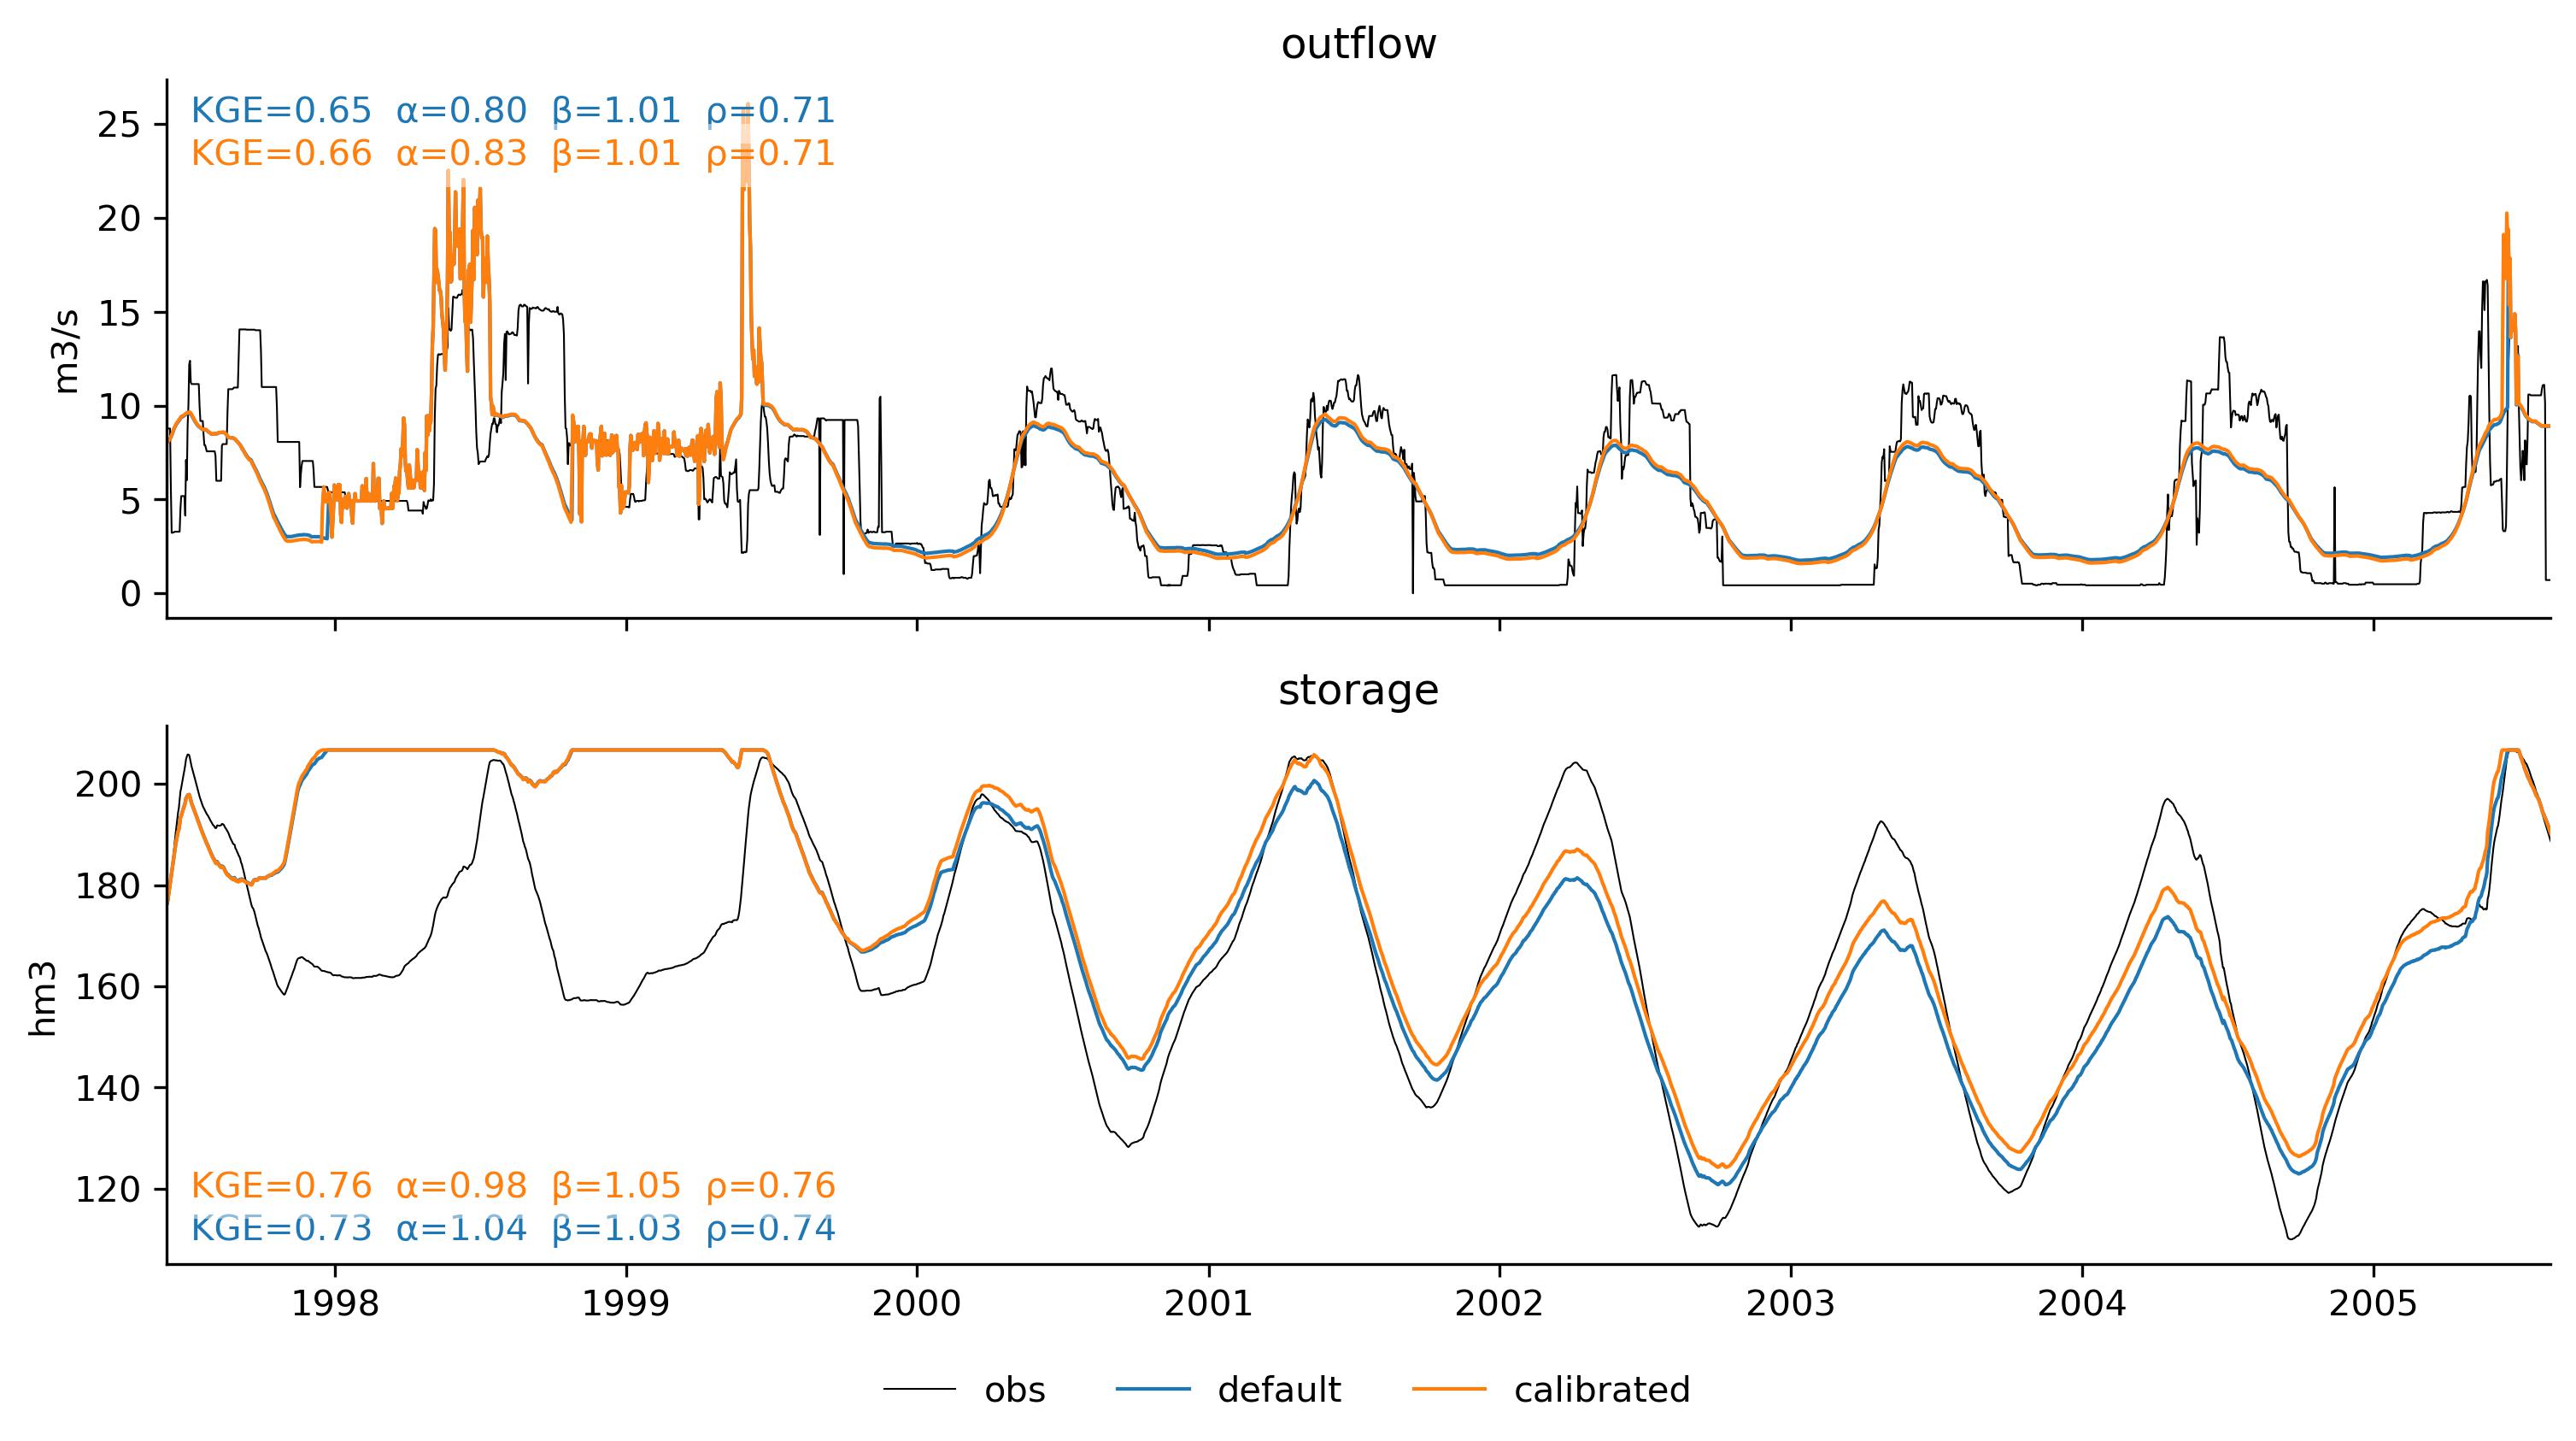 outflow
KGE=0.65 α=0.80 β=1.01 ρ=0.71
KGE=0.66 α=0.83 β=1.01 ρ=0.71
25
20
15
10
5
0
m3/s
storage
200
180
160
140
120
hm3
KGE=0.76 α=0.98 β=1.05 ρ=0.76
KGE=0.73 α=1.04 β=1.03 ρ=0.74
1998 1999 2000 2001 2002 2003 2004 2005
obs default calibrated